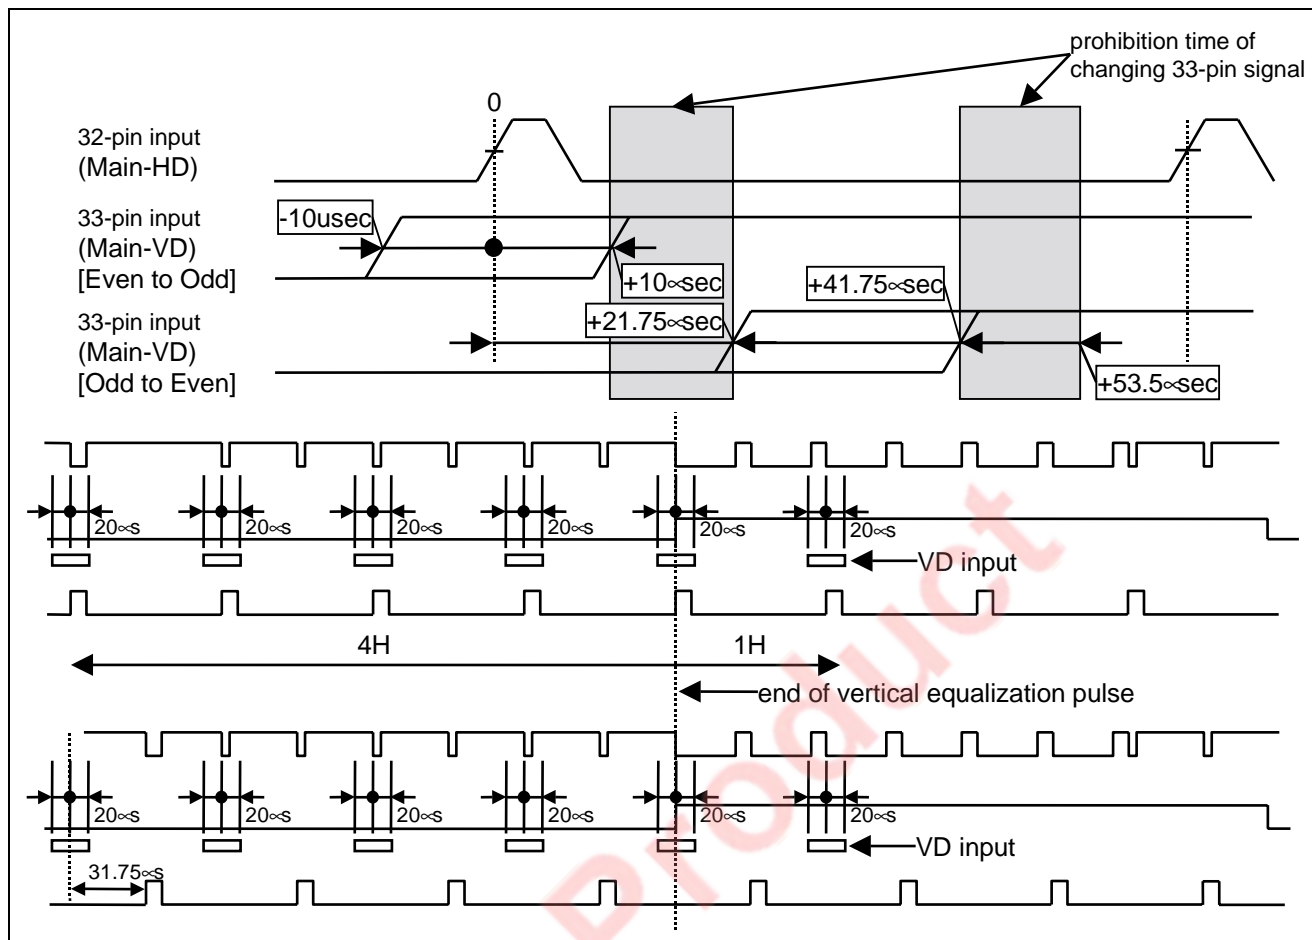 prohibition time of
changing 33-pin signal
0
32-pin input
(Main-HD)
33-pin input
(Main-VD)
[Even to Odd]
-10usec
+10∝sec
+41.75∝sec
+21.75∝sec
33-pin input
(Main-VD)
[Odd to Even]
+53.5∝sec
20∝s 20∝s 20∝s 20∝s 20∝s 20∝s
VD input
4H 1H
end of vertical equalization pulse
20∝s 20∝s 20∝s 20∝s 20∝s 20∝s
VD input
31.75∝s
Product